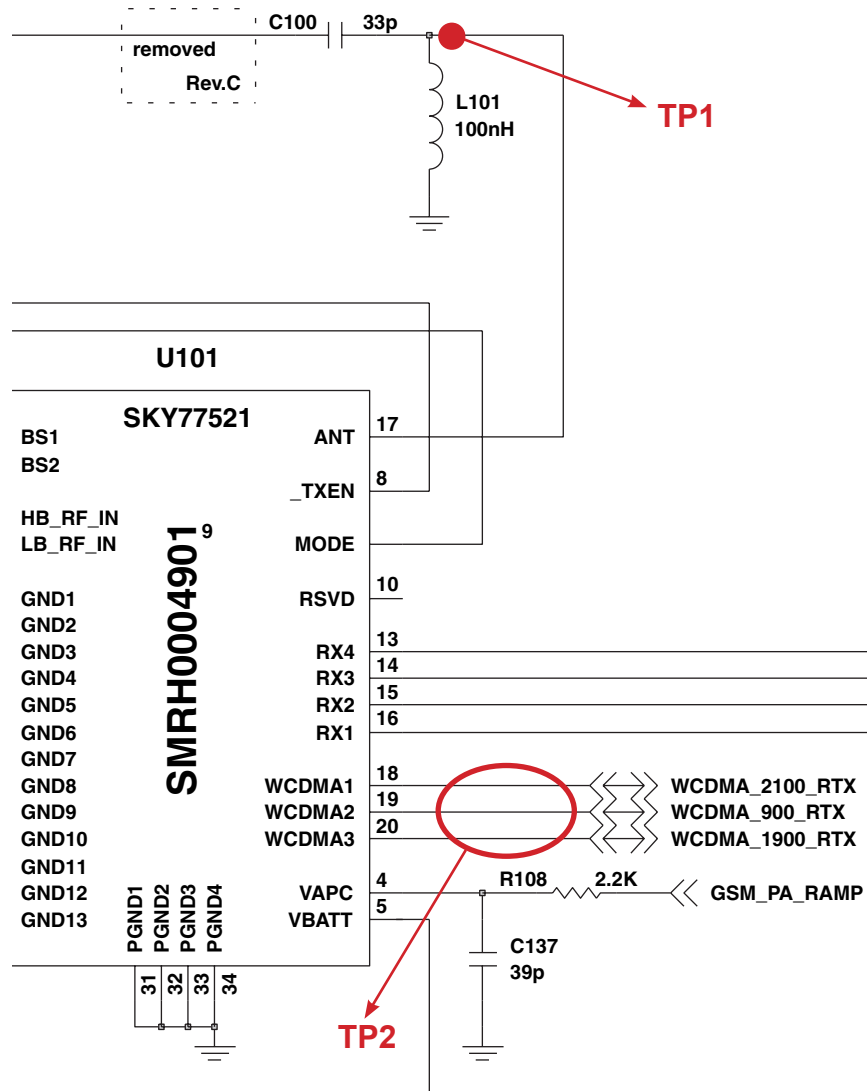 C100 33p
removed
Rev.C
L101
100nH
TP1
U101
SKY77521
SMRH0004901
BS1
BS2
HB_RF_IN
LB_RF_IN
GND1
GND2
GND3
GND4
GND5
GND6
GND7
GND8
GND9
GND10
GND11
GND12
GND13
ANT 17
_TXEN 8
MODE 9
RSVD 10
RX4 13
RX3 14
RX2 15
RX1 16
WCDMA1 18 WCDMA_2100_RTX
WCDMA2 19 WCDMA_900_RTX
WCDMA3 20 WCDMA_1900_RTX
VAPC 4 R108 2.2K GSM_PA_RAMP
VBATT 5
C137
39p
PGND1 31
PGND2 32
PGND3 33
PGND4 34
TP2